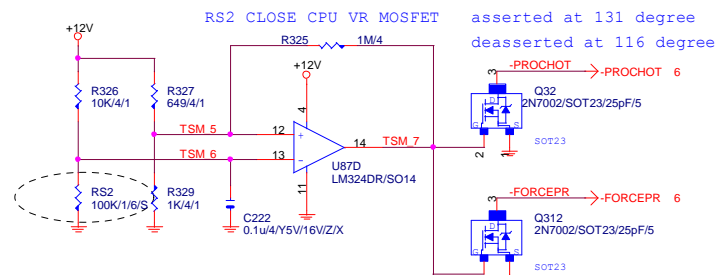 RS2 CLOSE CPU VR MOSFET asserted at 131 degree
deasserted at 116 degree
+12V
R325 1M/4
+12V
R326
10K/4/1
R327
649/4/1
-PROCHOT
-PROCHOT 6
3
Q32
2N7002/SOT23/25pF/5
D
G
S
SOT23
2
1
TSM_5
12
+
4
14
TSM_7
TSM_6
13
-
11
U87D
LM324DR/SO14
RS2
100K/1/6/S
R329
1K/4/1
C222
0.1u/4/Y5V/16V/Z/X
-FORCEPR
-FORCEPR 6
3
Q312
2N7002/SOT23/25pF/5
D
G
S
SOT23